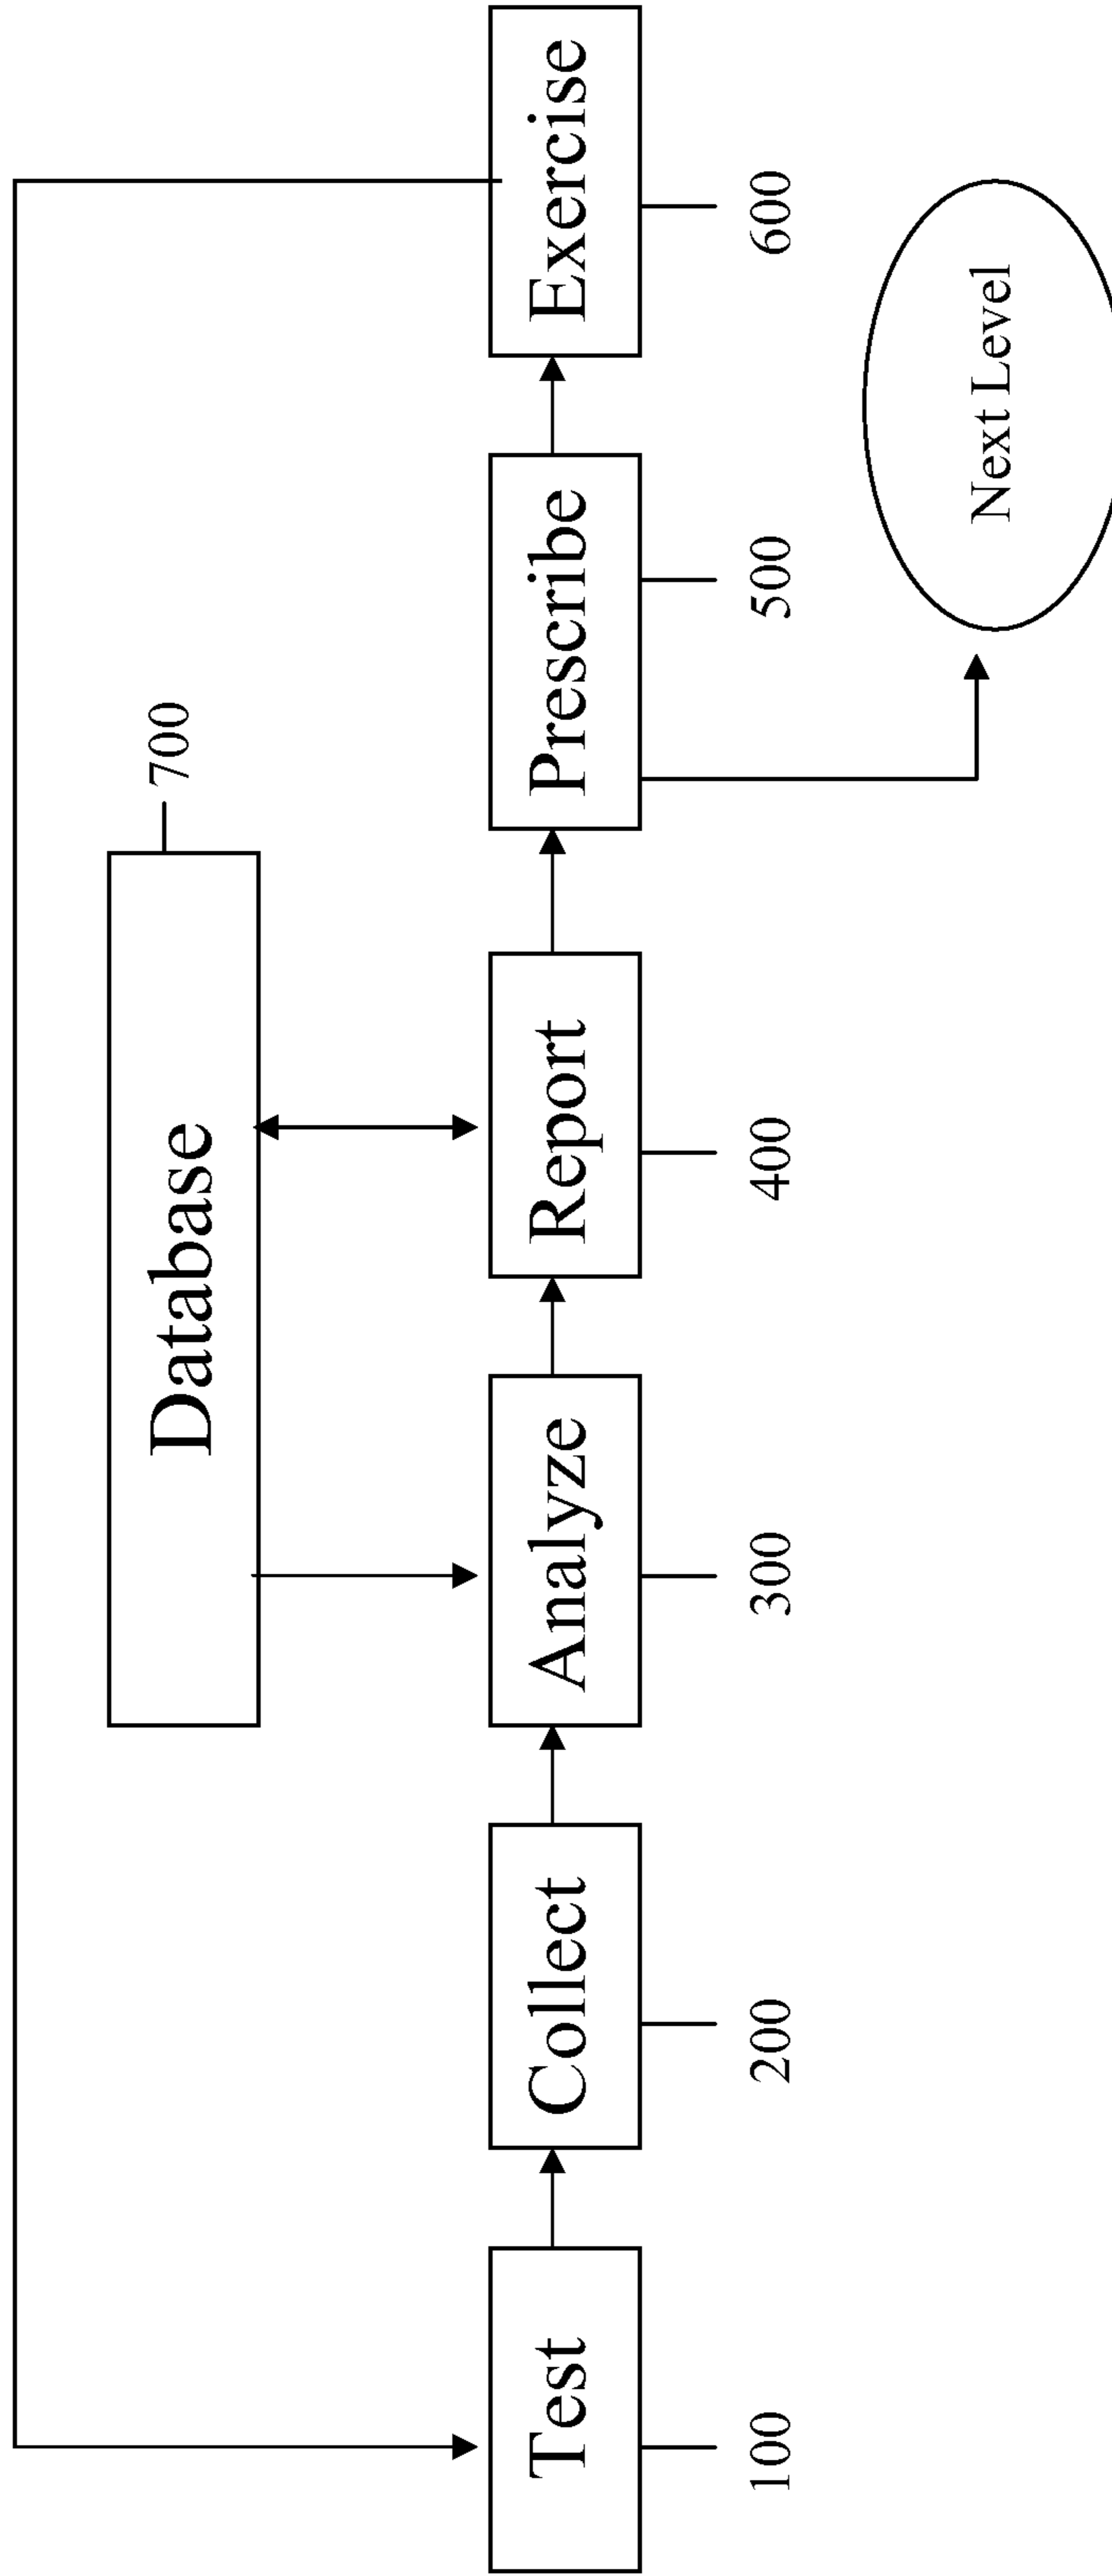 Database
700
Test
Collect
Analyze
Report
Prescribe
Exercise
100
200
300
400
500
600
Next Level